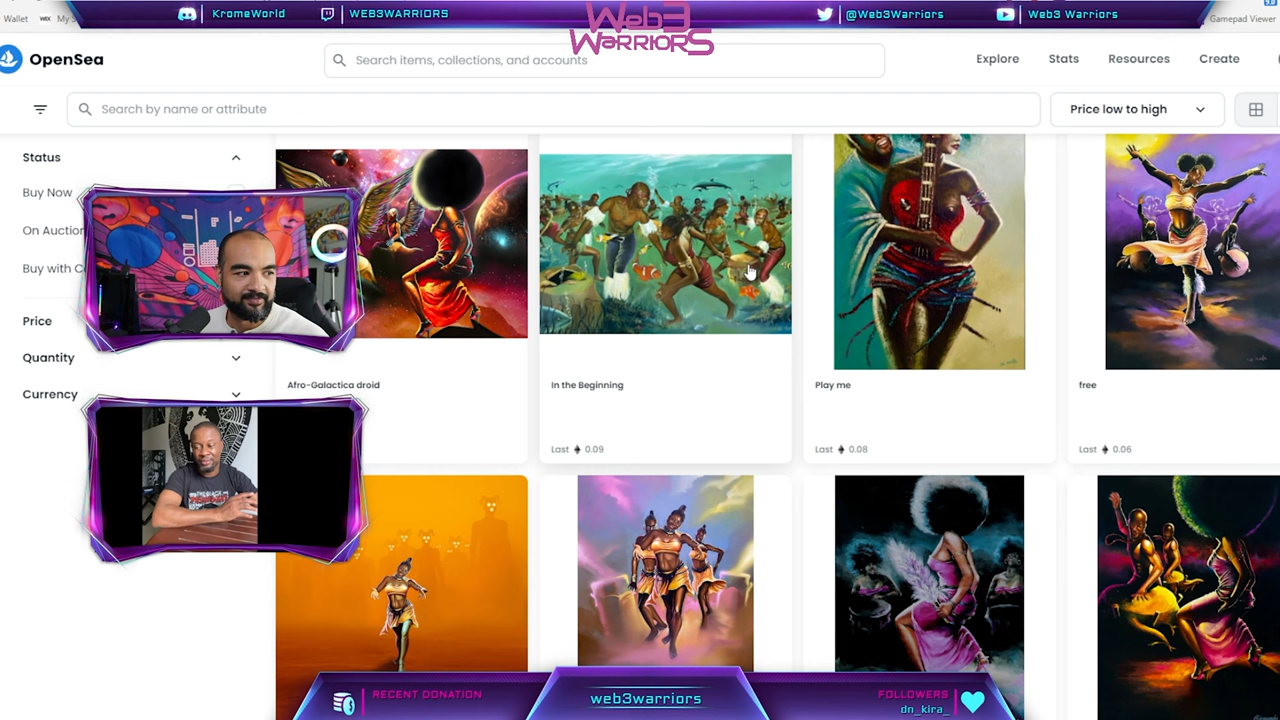 Wallet
My S
KromeWorld
WEB3WARRIORS
Web3
WARRIORS
@Web3Warriors
Web3 Warriors
Gamepad Viewer
OpenSea
Search items, collections, and accounts
Explore
Stats
Resources
Create
Search by name or attribute
Price low to high
Status
Buy Now
On Auction
Buy with C
Price
Quantity
Currency
Afro-Galactica droid
In the Beginning
Play me
free
Last 0.09
Last 0.08
Last 0.06
RECENT DONATION
web3warriors
FOLLOWERS
dn_kira_